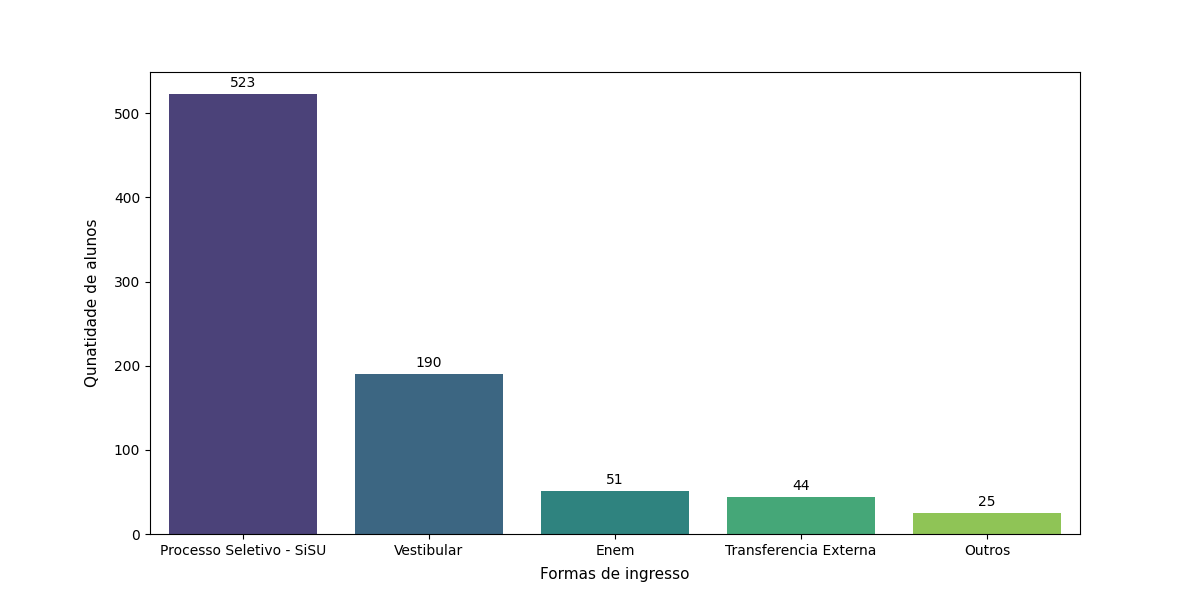 523
500
400
300
200
190
100
51
44
25
0
Qunatidade de alunos
Processo Seletivo - SiSU
Vestibular
Enem
Transferencia Externa
Outros
Formas de ingresso